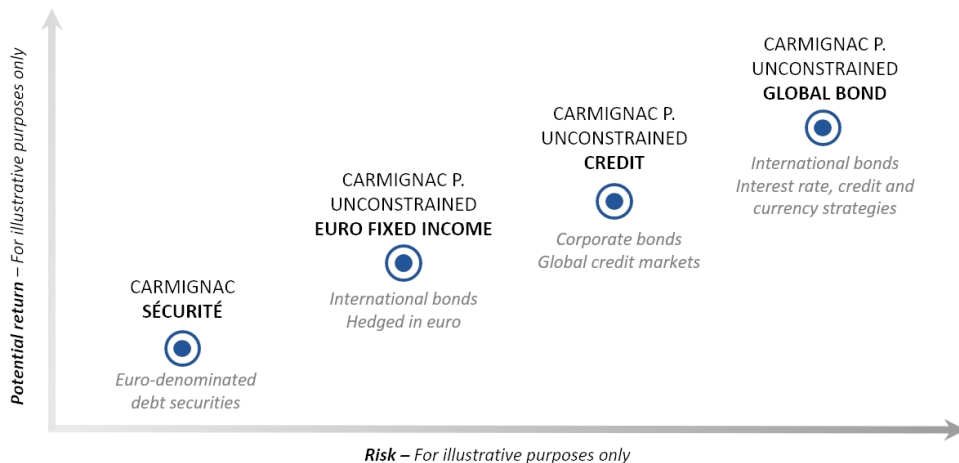 Potential return – For illustrative purposes only
CARMIGNAC
SÉCURITÉ
Euro-denominated
debt securities
CARMIGNAC P.
UNCONSTRAINED
EURO FIXED INCOME
International bonds
Hedged in euro
CARMIGNAC P.
UNCONSTRAINED
CREDIT
Corporate bonds
Global credit markets
CARMIGNAC P.
UNCONSTRAINED
GLOBAL BOND
International bonds
Interest rate, credit and
currency strategies
Risk – For illustrative purposes only